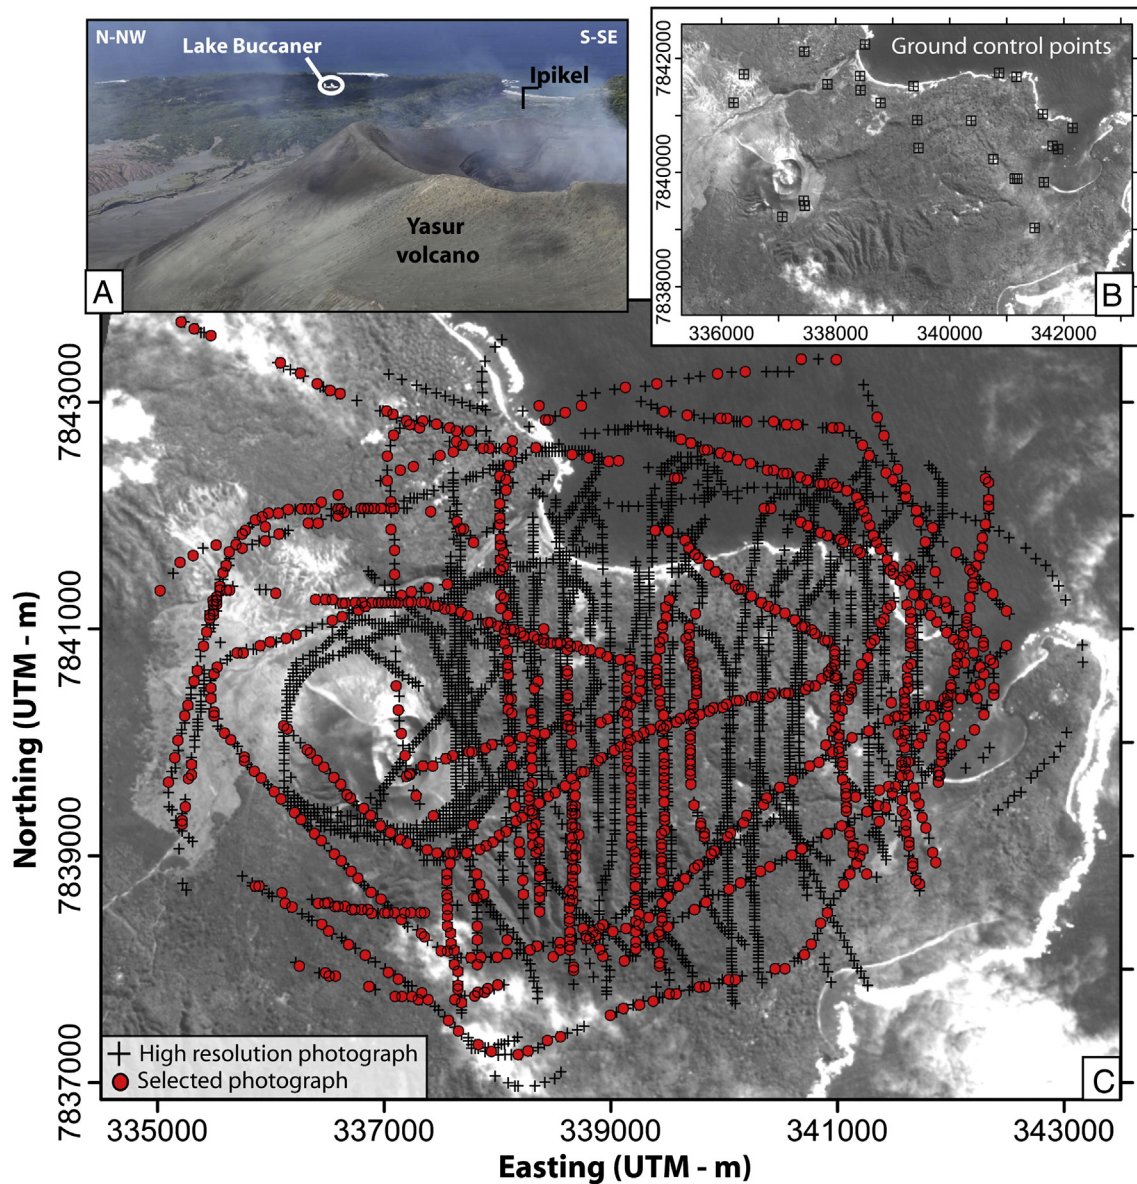 N-NW
S-SE
Lake Buccaner
Ipikel
Yasur
volcano
A
Ground control points
7842000
7840000
7838000
336000
338000
340000
342000
B
7843000
7841000
7839000
7837000
Northing (UTM - m)
High resolution photograph
Selected photograph
C
335000
337000
339000
341000
343000
Easting (UTM - m)